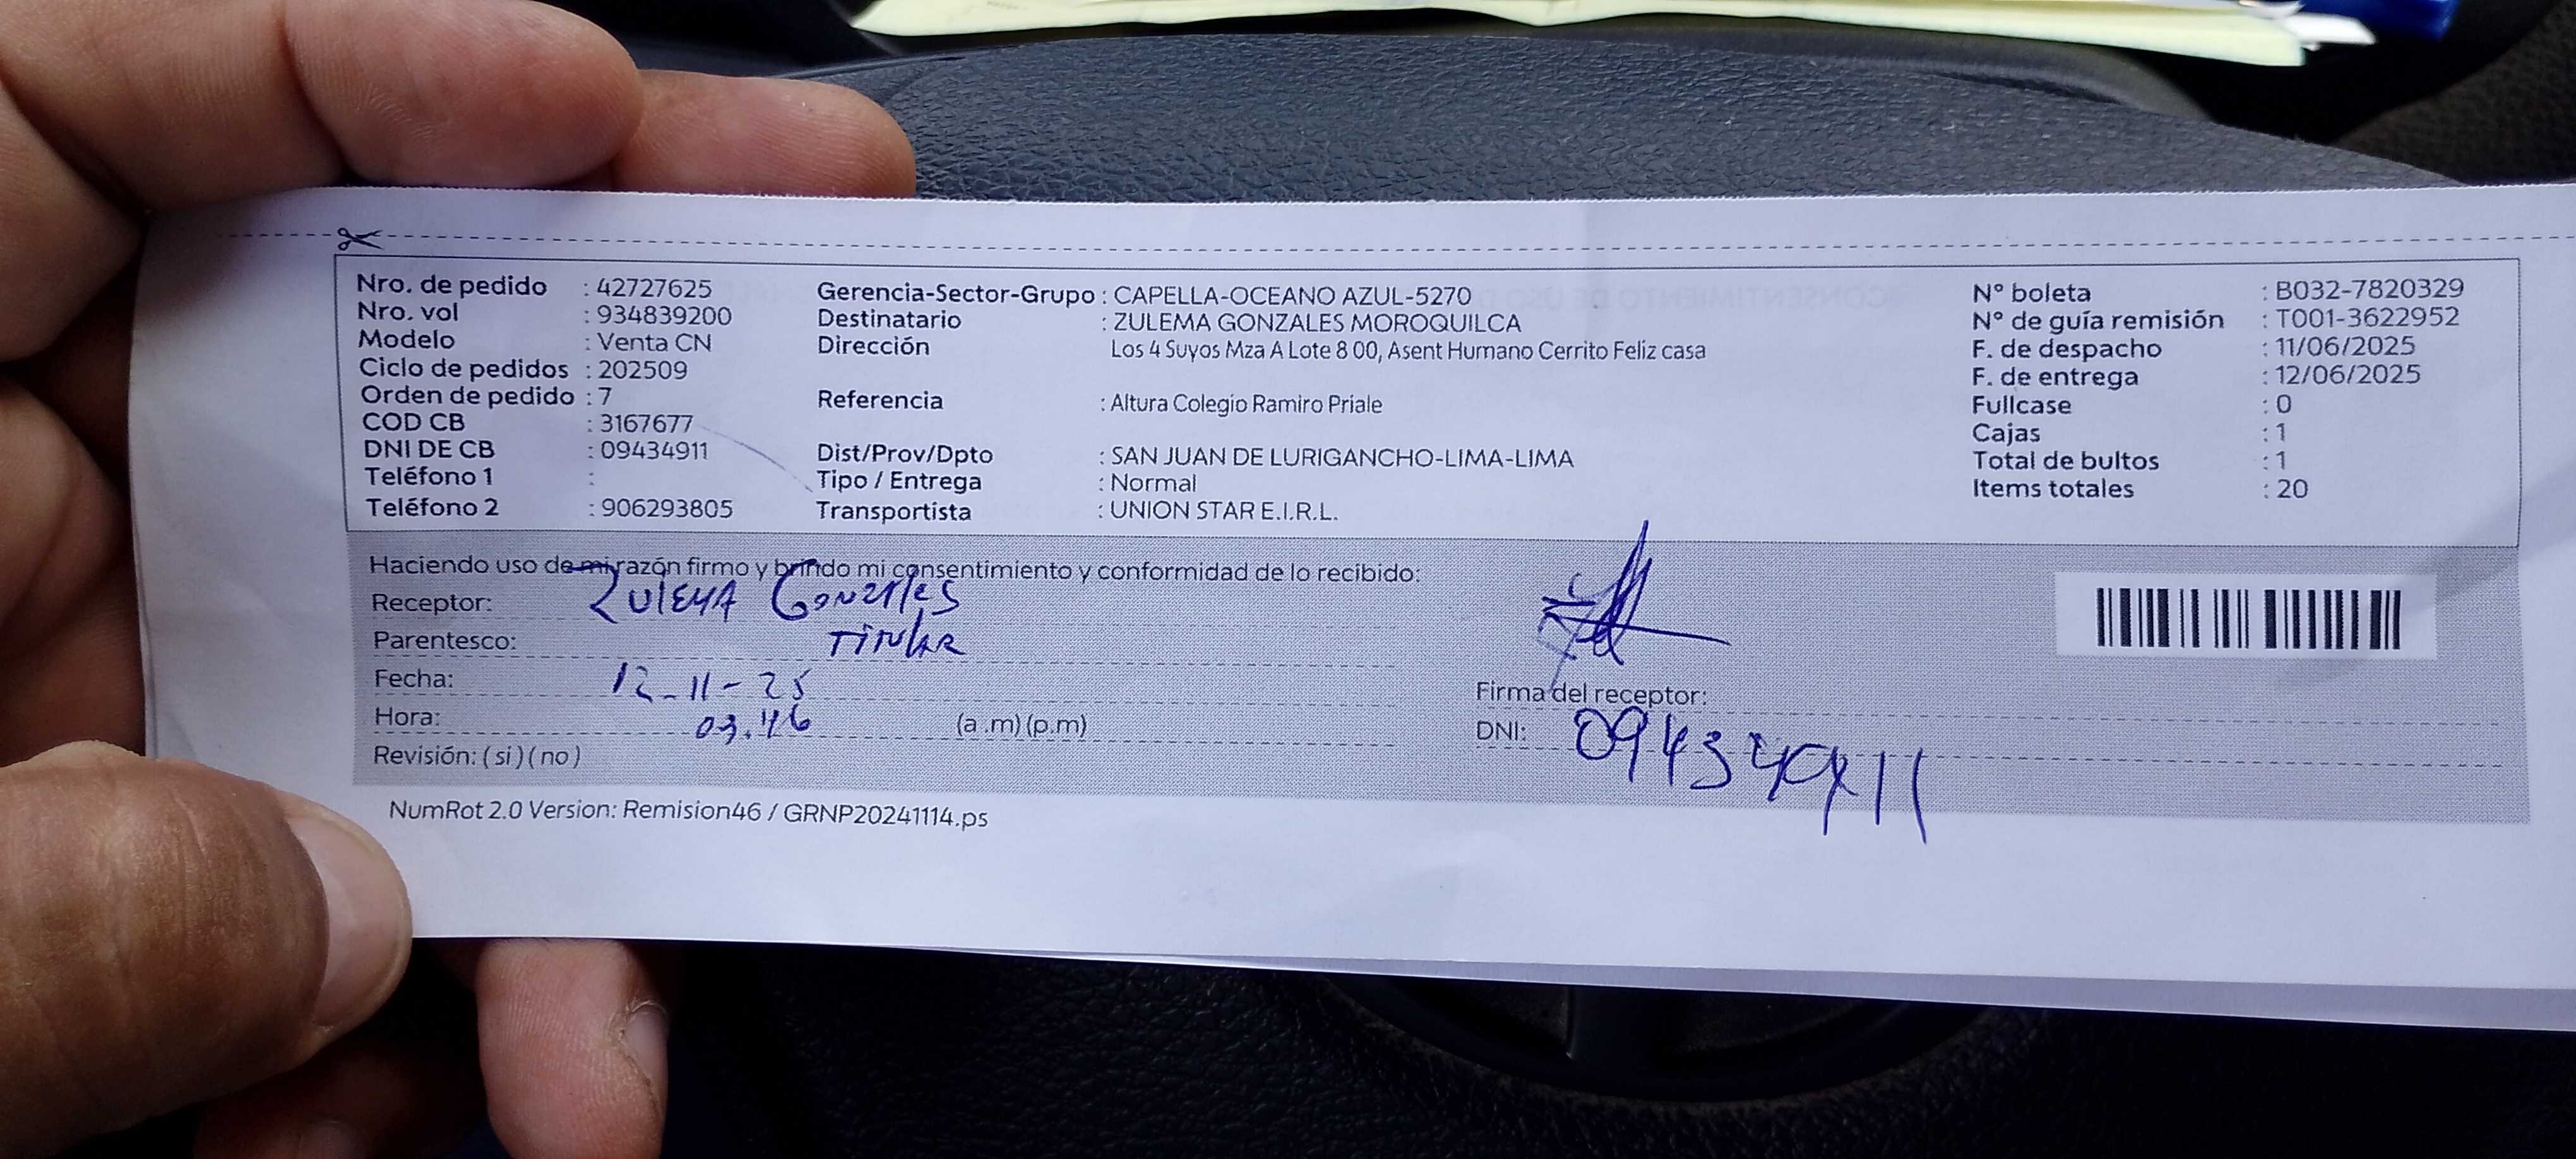 Nro. de pedido : 42727625
Nro. vol : 934839200
Modelo : Venta CN
Ciclo de pedidos : 202509
Orden de pedido : 7
COD CB : 3167677
DNI DE CB : 09434911
Teléfono 1 :
Teléfono 2 : 906293805
Gerencia-Sector-Grupo : CAPELLA-OCEANO AZUL-5270
Destinatario : ZULEMA GONZALES MOROQUILCA
Dirección Los 4 Suyos Mza A Lote 8 00, Asent Humano Cerrito Feliz casa
Referencia : Altura Colegio Ramiro Priale
Dist/Prov/Dpto : SAN JUAN DE LURIGANCHO-LIMA-LIMA
Tipo / Entrega : Normal
Transportista : UNION STAR E.I.R.L.
N° boleta : B032-7820329
N° de guía remisión : T001-3622952
F. de despacho : 11/06/2025
F. de entrega : 12/06/2025
Fullcase : 0
Cajas : 1
Total de bultos : 1
Items totales : 20
Haciendo uso de mi razón firmo y brindo mi consentimiento y conformidad de lo recibido:
Receptor: Zulema Gonzales
Parentesco: Titular
Fecha: 12-11-25
Hora: 03.46 (a.m)(p.m)
Revisión: (si)(no)
Firma del receptor:
DNI:
NumRot 2.0 Version: Remision46 / GRNP20241114.ps